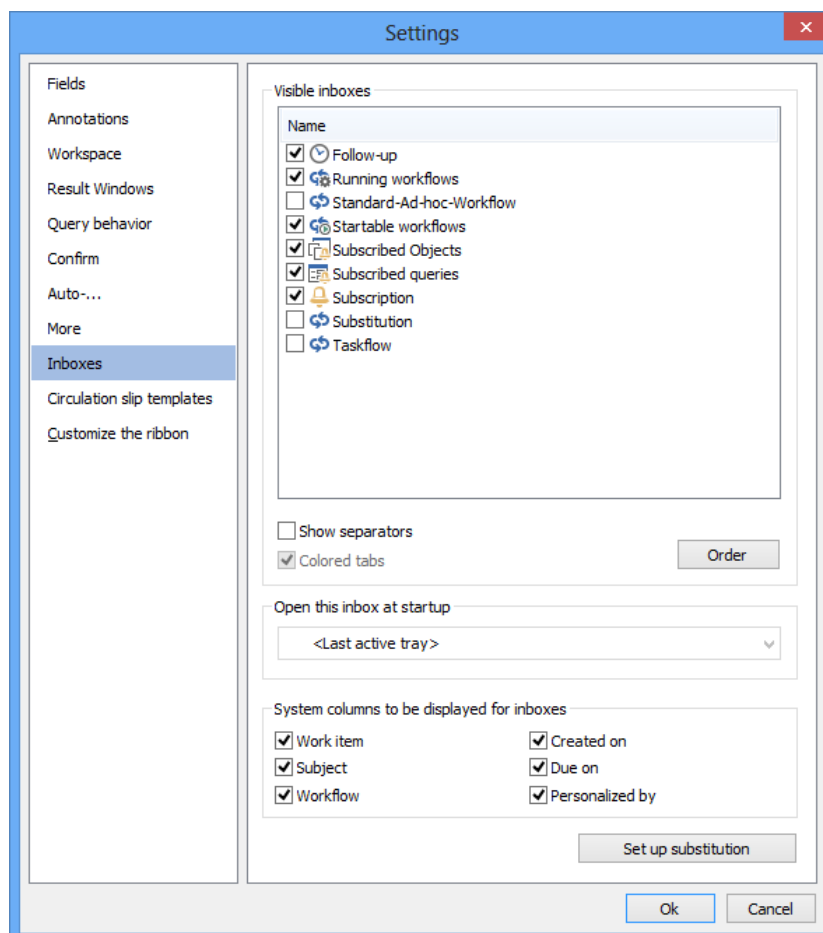 Settings
Fields
Annotations
Workspace
Result Windows
Query behavior
Confirm
Auto-...
More
Inboxes
Circulation slip templates
Customize the ribbon
Visible inboxes
Name
Follow-up
Running workflows
Standard-Ad-hoc-Workflow
Startable workflows
Subscribed Objects
Subscribed queries
Subscription
Substitution
Taskflow
Show separators
Colored tabs
Order
Open this inbox at startup
<Last active tray>
System columns to be displayed for inboxes
Work item Created on
Subject Due on
Workflow Personalized by
Set up substitution
Ok Cancel